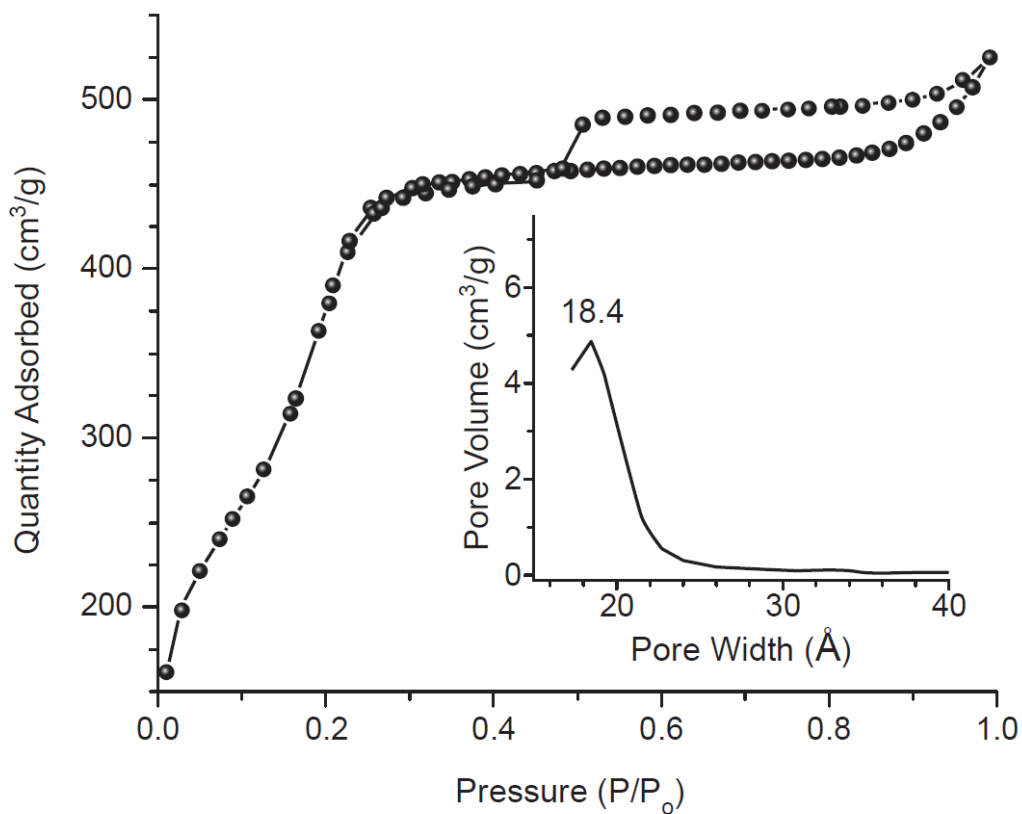 500
400
300
200
Quantity Adsorbed (cm³/g)
0.0 0.2 0.4 0.6 0.8 1.0
Pressure (P/Pₒ)
18.4
6
4
2
0
Pore Volume (cm³/g)
20 30 40
Pore Width (Å)